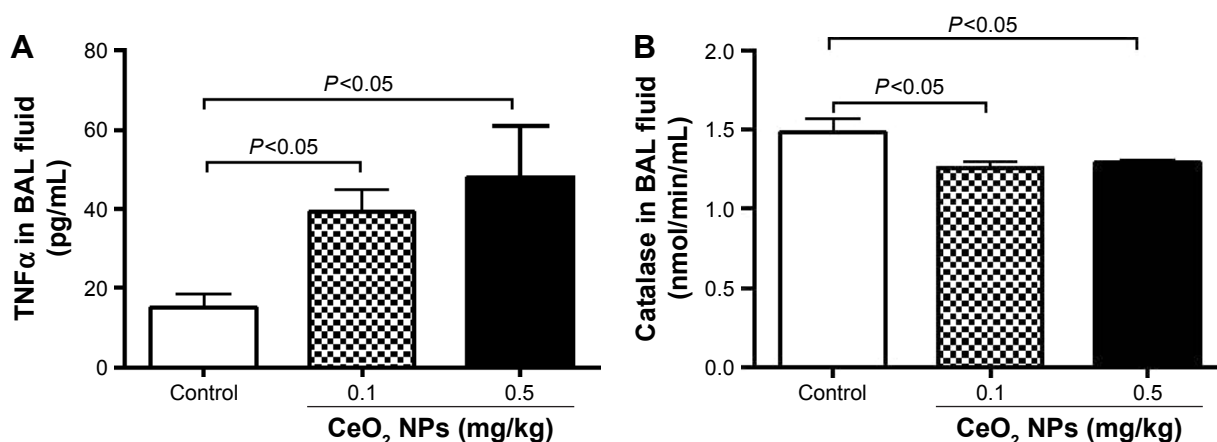 A
TNFα in BAL fluid
(pg/mL)
80
60
40
20
0
P<0.05
P<0.05
Control
0.1
0.5
CeO₂ NPs (mg/kg)
B
Catalase in BAL fluid
(nmol/min/mL)
2.0
1.5
1.0
0.5
0.0
P<0.05
P<0.05
Control
0.1
0.5
CeO₂ NPs (mg/kg)